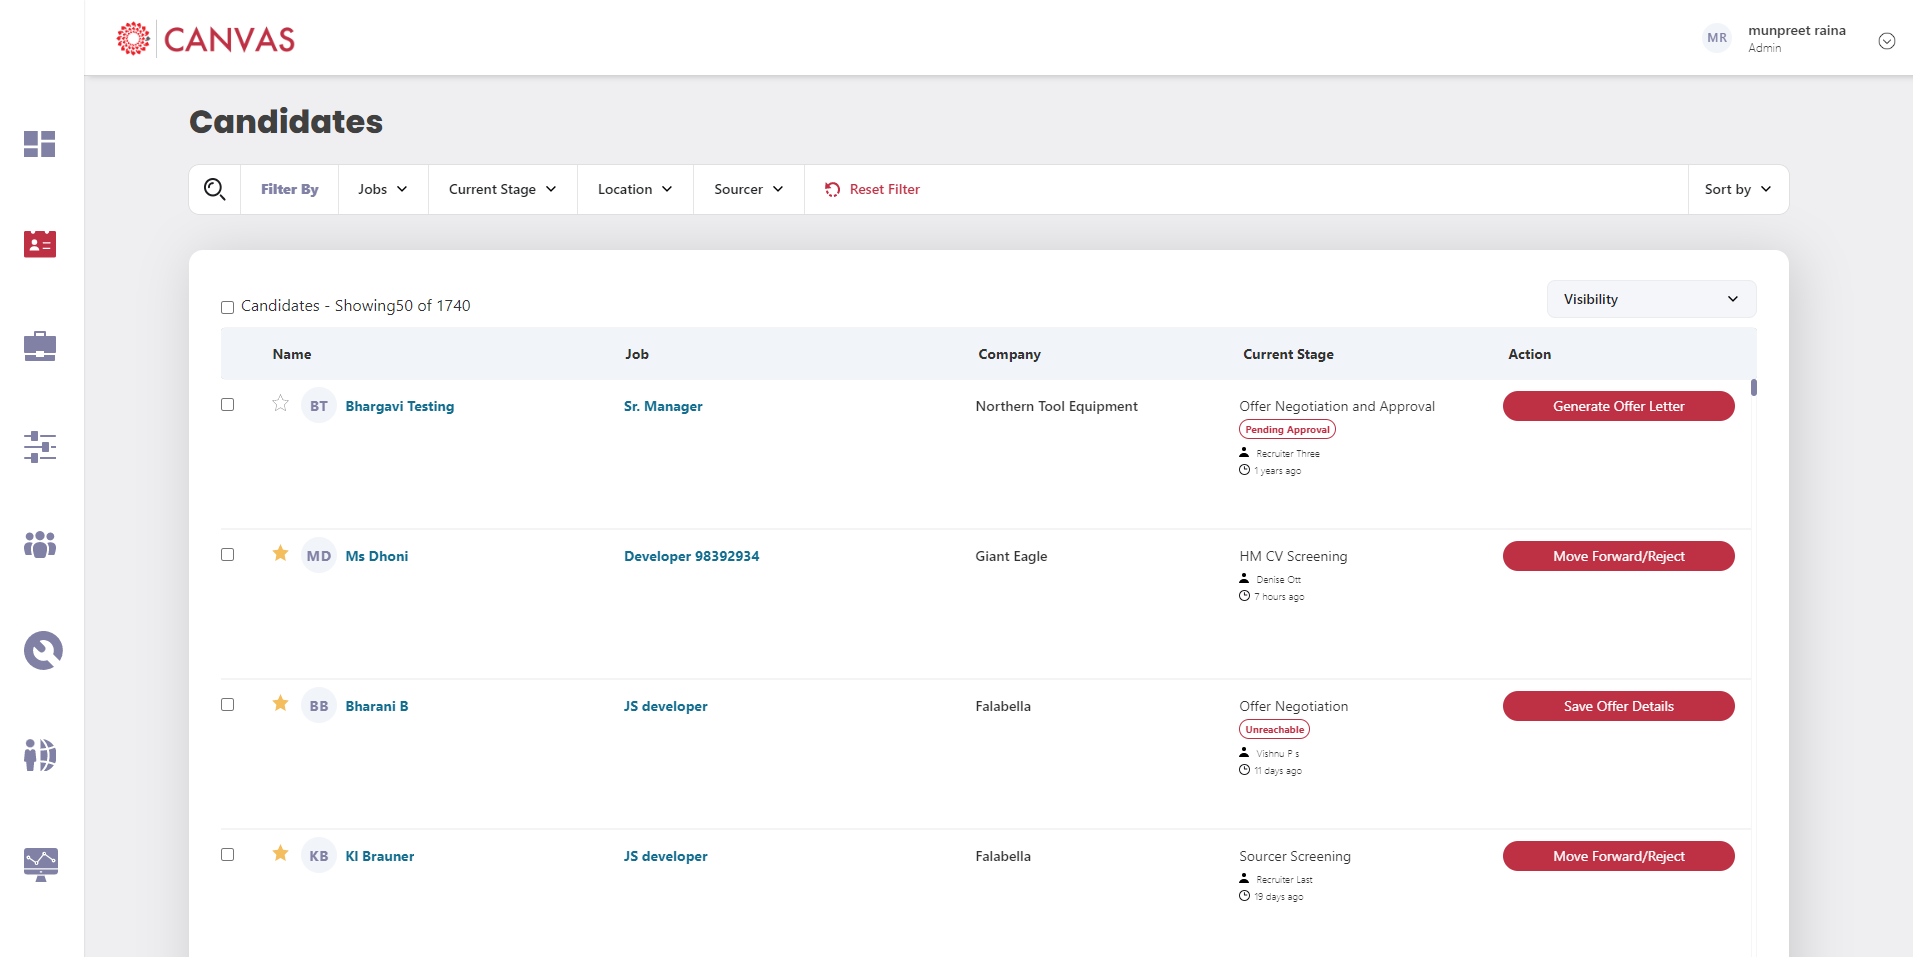 CANVAS
MR
munpreet raina
Admin
Candidates
Filter By
Jobs
Current Stage
Location
Sourcer
Reset Filter
Sort by
Candidates - Showing50 of 1740
Visibility
Name Job Company Current Stage Action
BT Bhargavi Testing Sr. Manager Northern Tool Equipment Offer Negotiation and Approval Generate Offer Letter
Pending Approval
Recruiter Three
1 years ago
MD Ms Dhoni Developer 98392934 Giant Eagle HM CV Screening Move Forward/Reject
Denise Ott
7 hours ago
BB Bharani B JS developer Falabella Offer Negotiation Save Offer Details
Unreachable
Vishnu P s
11 days ago
KB Kl Brauner JS developer Falabella Sourcer Screening Move Forward/Reject
Recruiter Last
19 days ago